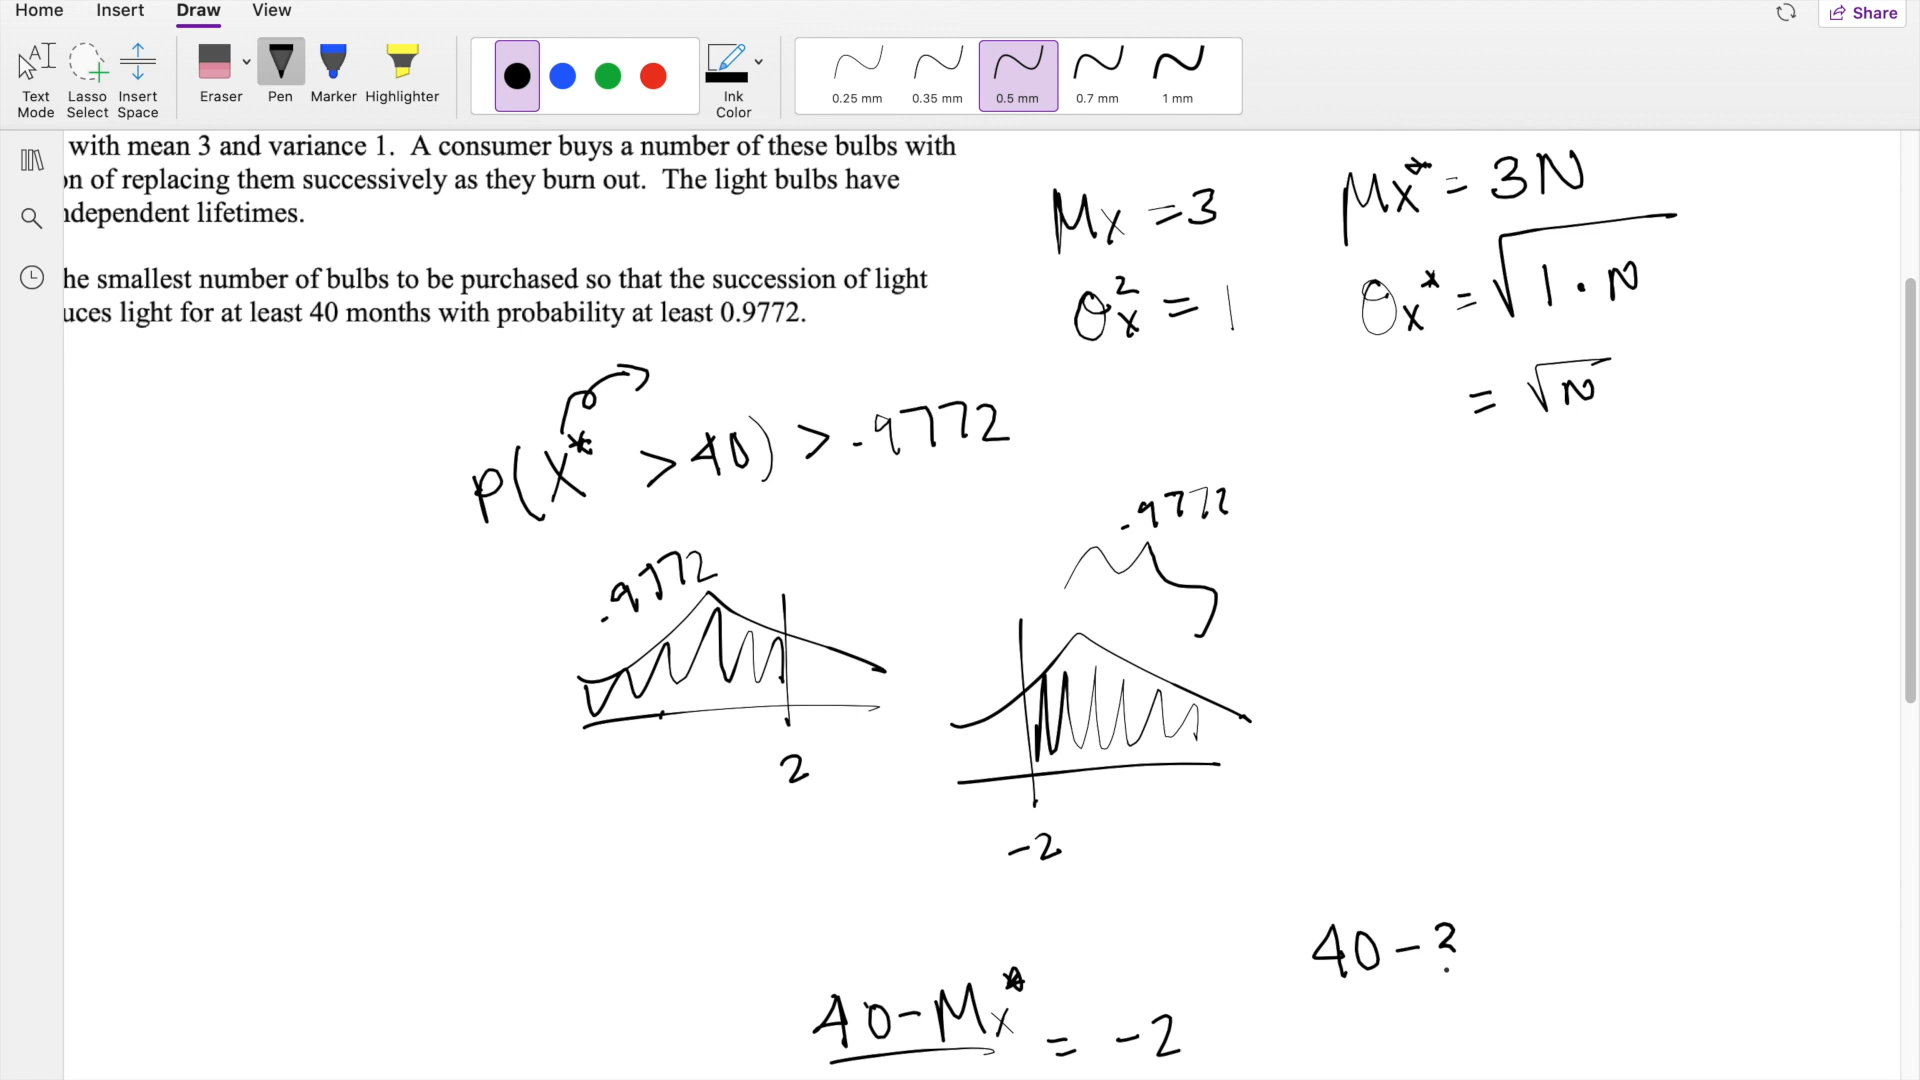 Home Insert Draw View
Share
Text Mode
Lasso Select
Insert Space
Eraser
Pen
Marker
Highlighter
Ink Color
0.25 mm
0.35 mm
0.5 mm
0.7 mm
1 mm
with mean 3 and variance 1. A consumer buys a number of these bulbs with
on of replacing them successively as they burn out. The light bulbs have
ndependent lifetimes.
he smallest number of bulbs to be purchased so that the succession of light
uces light for at least 40 months with probability at least 0.9772.
Mx = 3
σ²x = 1
Mx* = 3N
σx* = √1·N
= √N
P(X* > 40) > .9772
.9772
2
.9772
-2
40-?
40-Mx* = -2